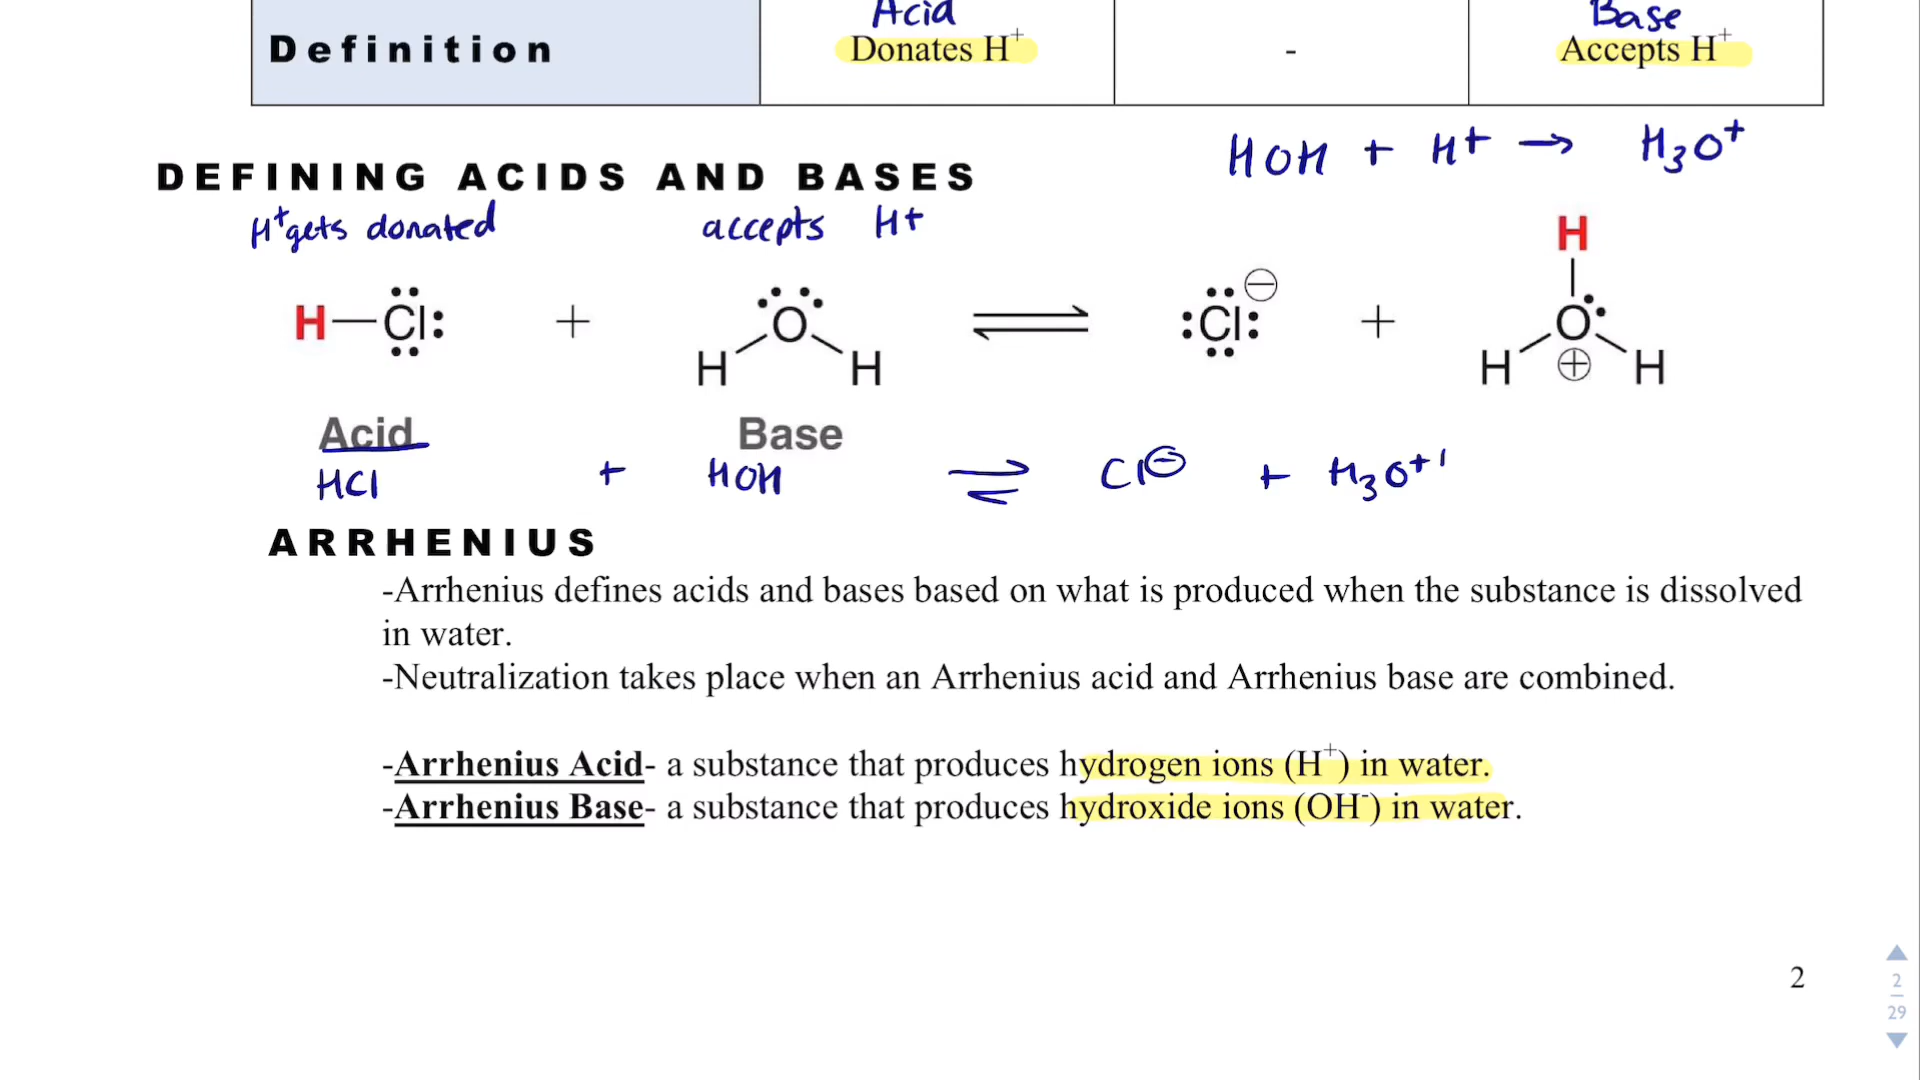 Acid Base
Definition Donates H⁺ - Accepts H⁺
HOH + H+ → H₃O⁺
DEFINING ACIDS AND BASES
H⁺gets donated accepts H+
H
H—Cl: + O ⇌ :Cl: ⊖ + O
H H H ⊕ H
Acid Base
HCl + HOH ⇌ Cl⊖ + H₃O⁺¹
ARRHENIUS
-Arrhenius defines acids and bases based on what is produced when the substance is dissolved
in water.
-Neutralization takes place when an Arrhenius acid and Arrhenius base are combined.
-Arrhenius Acid- a substance that produces hydrogen ions (H⁺) in water.
-Arrhenius Base- a substance that produces hydroxide ions (OH⁻) in water.
2
2
29